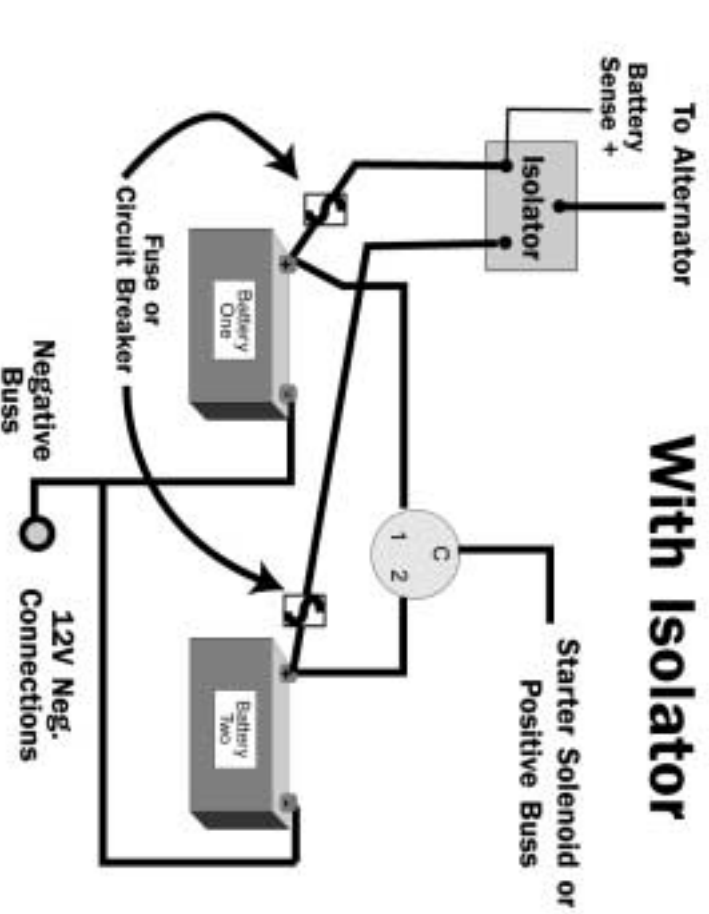 With Isolator
To Alternator
Battery
Sense +
Isolator
Starter Solenoid or
Positive Buss
C
1 2
+
-
Battery
One
+
-
Battery
Two
Fuse or
Circuit Breaker
Negative
Buss
12V Neg.
Connections